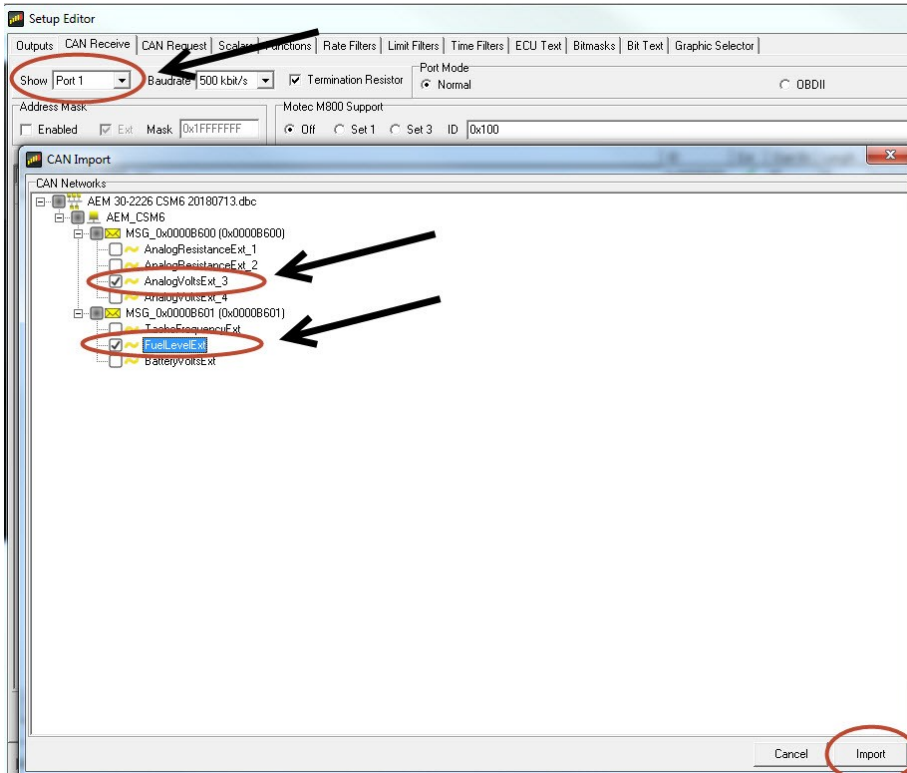 Setup Editor
Outputs CAN Receive CAN Request Scalars Functions Rate Filters Limit Filters Time Filters ECU Text Bitmasks Bit Text Graphic Selector
Show Port 1 Baudrate 500 kbit/s Termination Resistor
Port Mode
Normal OBDII
Address Mask
Enabled Ext Mask 0x1FFFFFFF
Motec M800 Support
Off Set 1 Set 3 ID 0x100
CAN Import
CAN Networks
AEM 30-2226 CSM6 20180713.dbc
AEM_CSM6
MSG_0x0000B600 (0x0000B600)
AnalogResistanceExt_1
AnalogResistanceExt_2
AnalogVoltsExt_3
AnalogVoltsExt_4
MSG_0x0000B601 (0x0000B601)
TachoFrequencyExt
FuelLevelExt
BatteryVoltsExt
Cancel Import